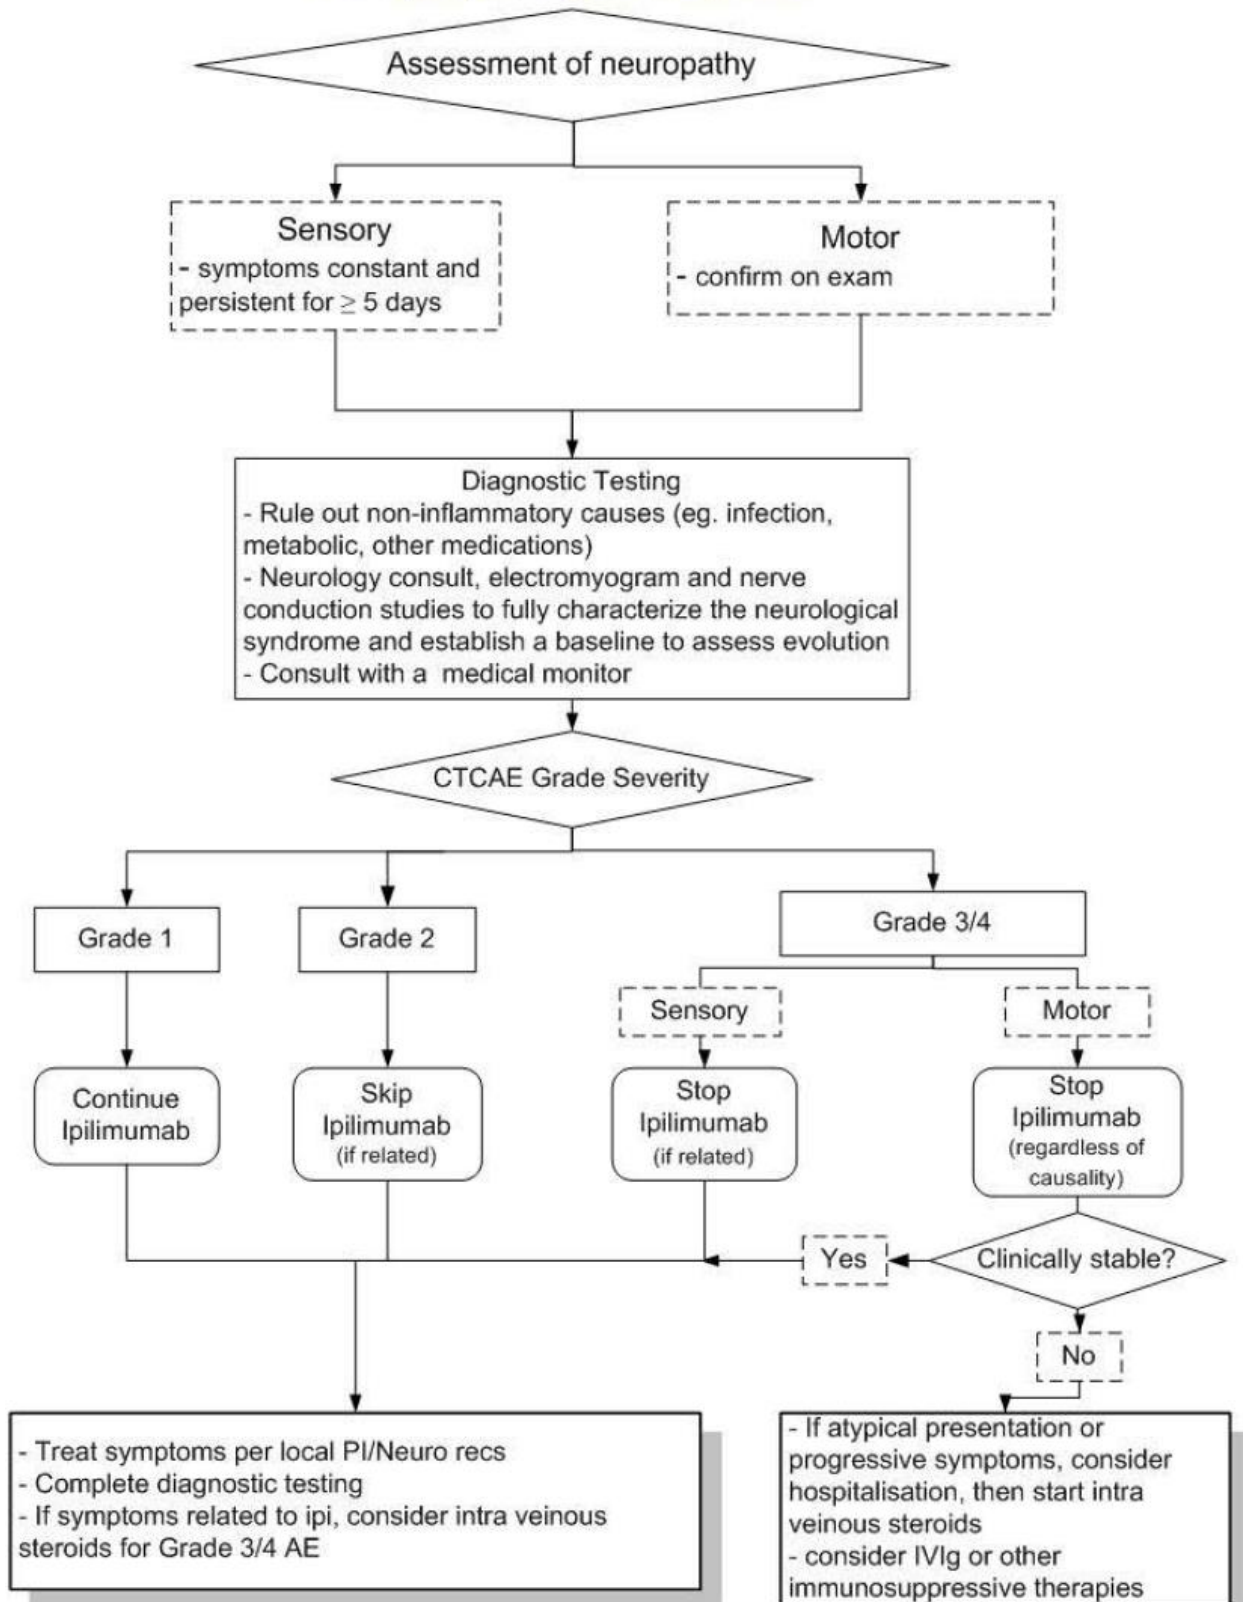 Assessment of neuropathy
Sensory
- symptoms constant and
persistent for ≥ 5 days
Motor
- confirm on exam
Diagnostic Testing
- Rule out non-inflammatory causes (eg. infection,
metabolic, other medications)
- Neurology consult, electromyogram and nerve
conduction studies to fully characterize the neurological
syndrome and establish a baseline to assess evolution
- Consult with a medical monitor
CTCAE Grade Severity
Grade 1
Grade 2
Grade 3/4
Sensory
Motor
Continue
Ipilimumab
Skip
Ipilimumab
(if related)
Stop
Ipilimumab
(if related)
Stop
Ipilimumab
(regardless of
causality)
Yes
Clinically stable?
No
- Treat symptoms per local PI/Neuro recs
- Complete diagnostic testing
- If symptoms related to ipi, consider intra veinous
steroids for Grade 3/4 AE
- If atypical presentation or
progressive symptoms, consider
hospitalisation, then start intra
veinous steroids
- consider IVIg or other
immunosuppressive therapies